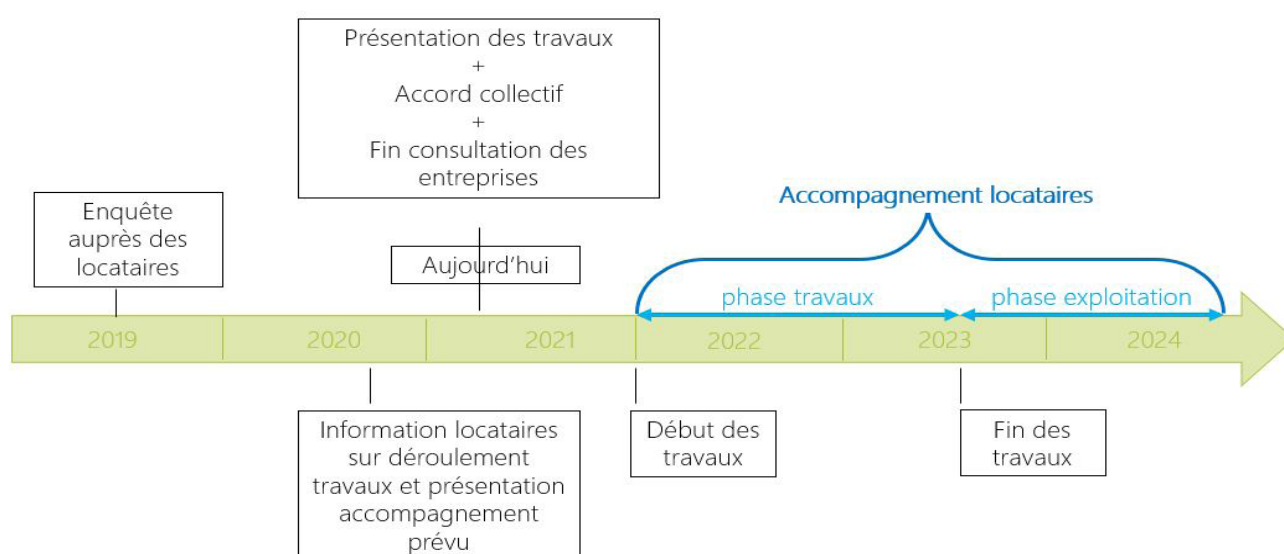 Présentation des travaux
+
Accord collectif
+
Fin consultation des
entreprises
Accompagnement locataires
Enquête
auprès des
locataires
Aujourd'hui
phase travaux
phase exploitation
2019
2020
2021
2022
2023
2024
Information locataires
sur déroulement
travaux et présentation
accompagnement
prévu
Début des
travaux
Fin des
travaux